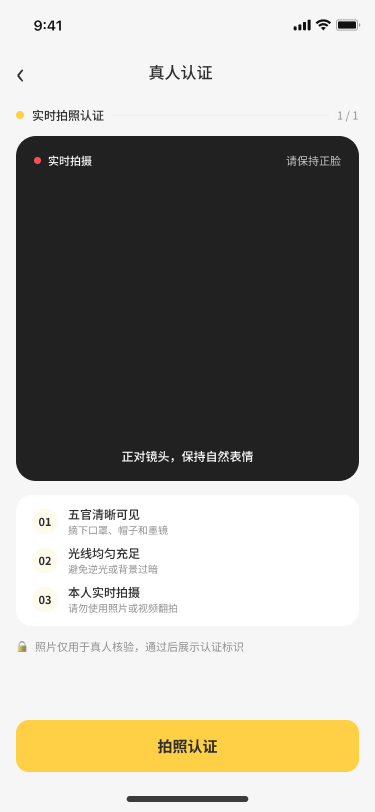 9:41
真人认证
实时拍照认证
1 / 1
实时拍摄
请保持正脸
正对镜头，保持自然表情
01
五官清晰可见
摘下口罩、帽子和墨镜
02
光线均匀充足
避免逆光或背景过暗
03
本人实时拍摄
请勿使用照片或视频翻拍
照片仅用于真人核验，通过后展示认证标识
拍照认证